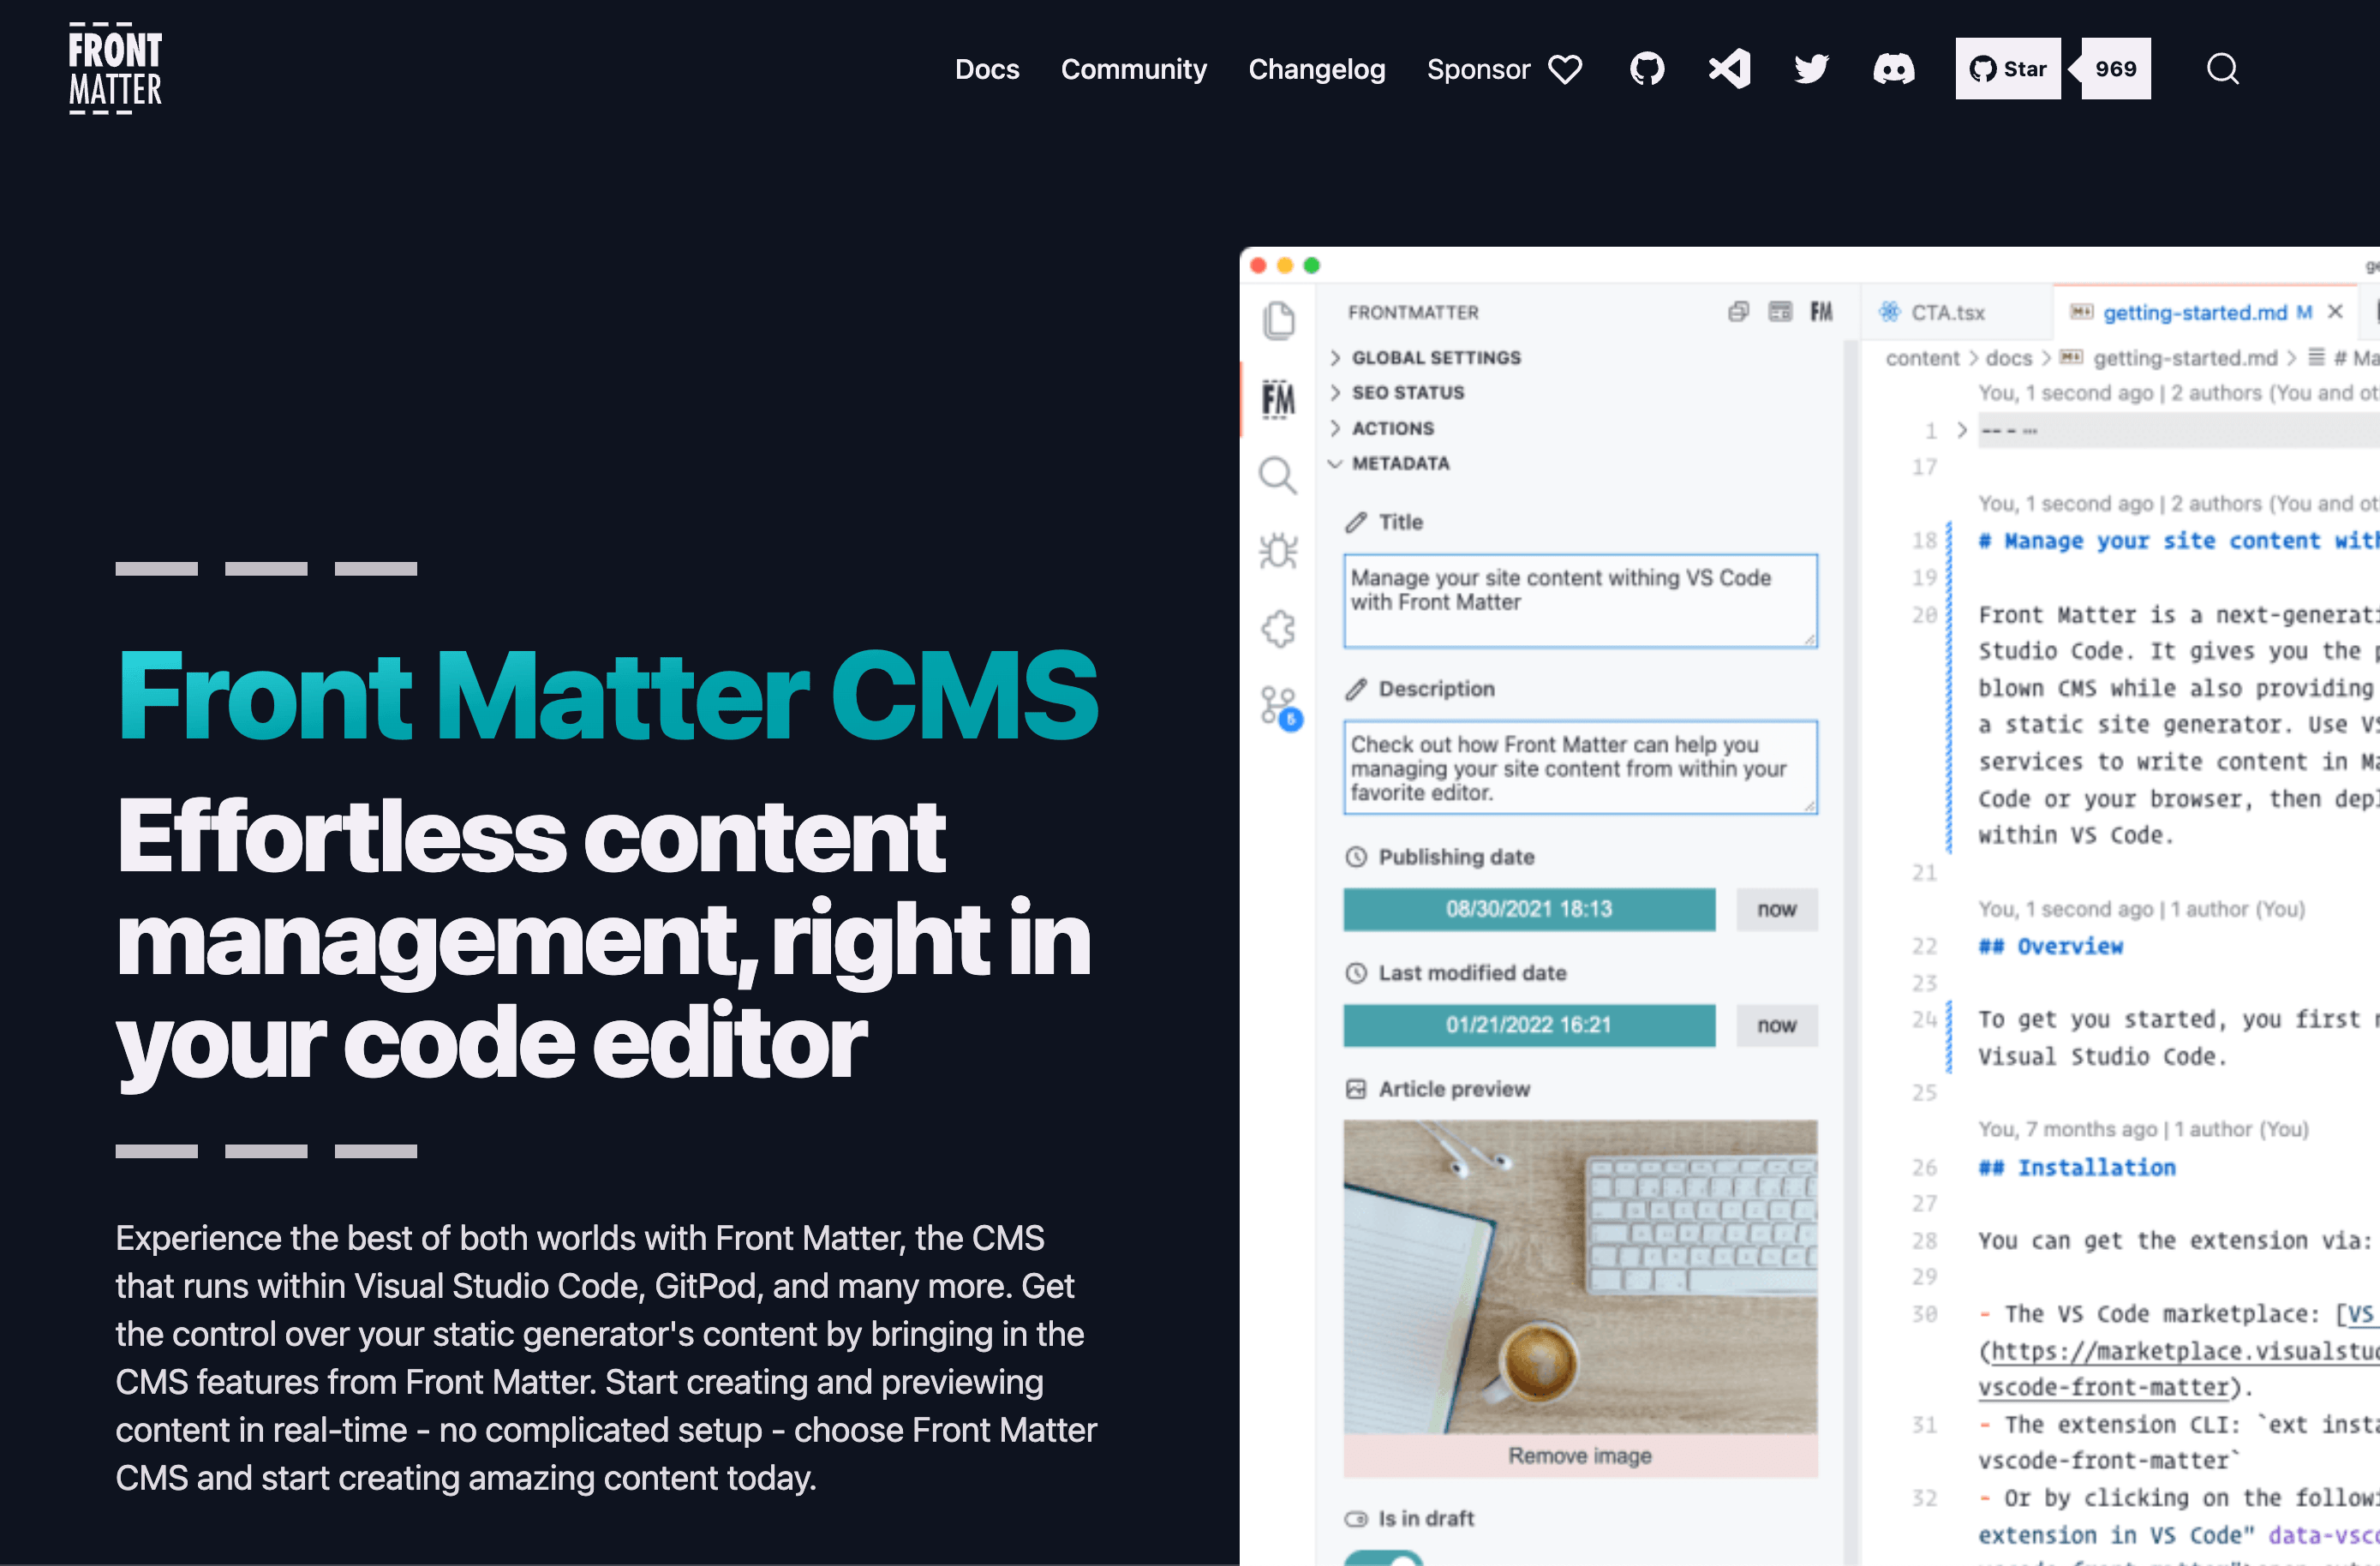 FRONT
MATTER
Docs
Community
Changelog
Sponsor
Star
969
Front Matter CMS
Effortless content
management, right in
your code editor
Experience the best of both worlds with Front Matter, the CMS
that runs within Visual Studio Code, GitPod, and many more. Get
the control over your static generator's content by bringing in the
CMS features from Front Matter. Start creating and previewing
content in real-time - no complicated setup - choose Front Matter
CMS and start creating amazing content today.
FM
5
FRONTMATTER
FM
GLOBAL SETTINGS
SEO STATUS
ACTIONS
METADATA
Title
Manage your site content withing VS Code
with Front Matter
Description
Check out how Front Matter can help you
managing your site content from within your
favorite editor.
Publishing date
08/30/2021 18:13
now
Last modified date
01/21/2022 16:21
now
Article preview
Remove image
Is in draft
CTA.tsx
getting-started.md M
content > docs > getting-started.md > # Ma
You, 1 second ago | 2 authors (You and ot
1 > ---
17
You, 1 second ago | 2 authors (You and ot
18 # Manage your site content with
19
20 Front Matter is a next-generati
Studio Code. It gives you the p
blown CMS while also providing
a static site generator. Use VS
services to write content in Ma
Code or your browser, then depl
within VS Code.
21
You, 1 second ago | 1 author (You)
22 ## Overview
23
24 To get you started, you first n
Visual Studio Code.
25
You, 7 months ago | 1 author (You)
26 ## Installation
27
28 You can get the extension via:
29
30 - The VS Code marketplace: [VS
(https://marketplace.visualstud
vscode-front-matter).
31 - The extension CLI: `ext insta
vscode-front-matter`
32 - Or by clicking on the followi
extension in VS Code" data-vsco